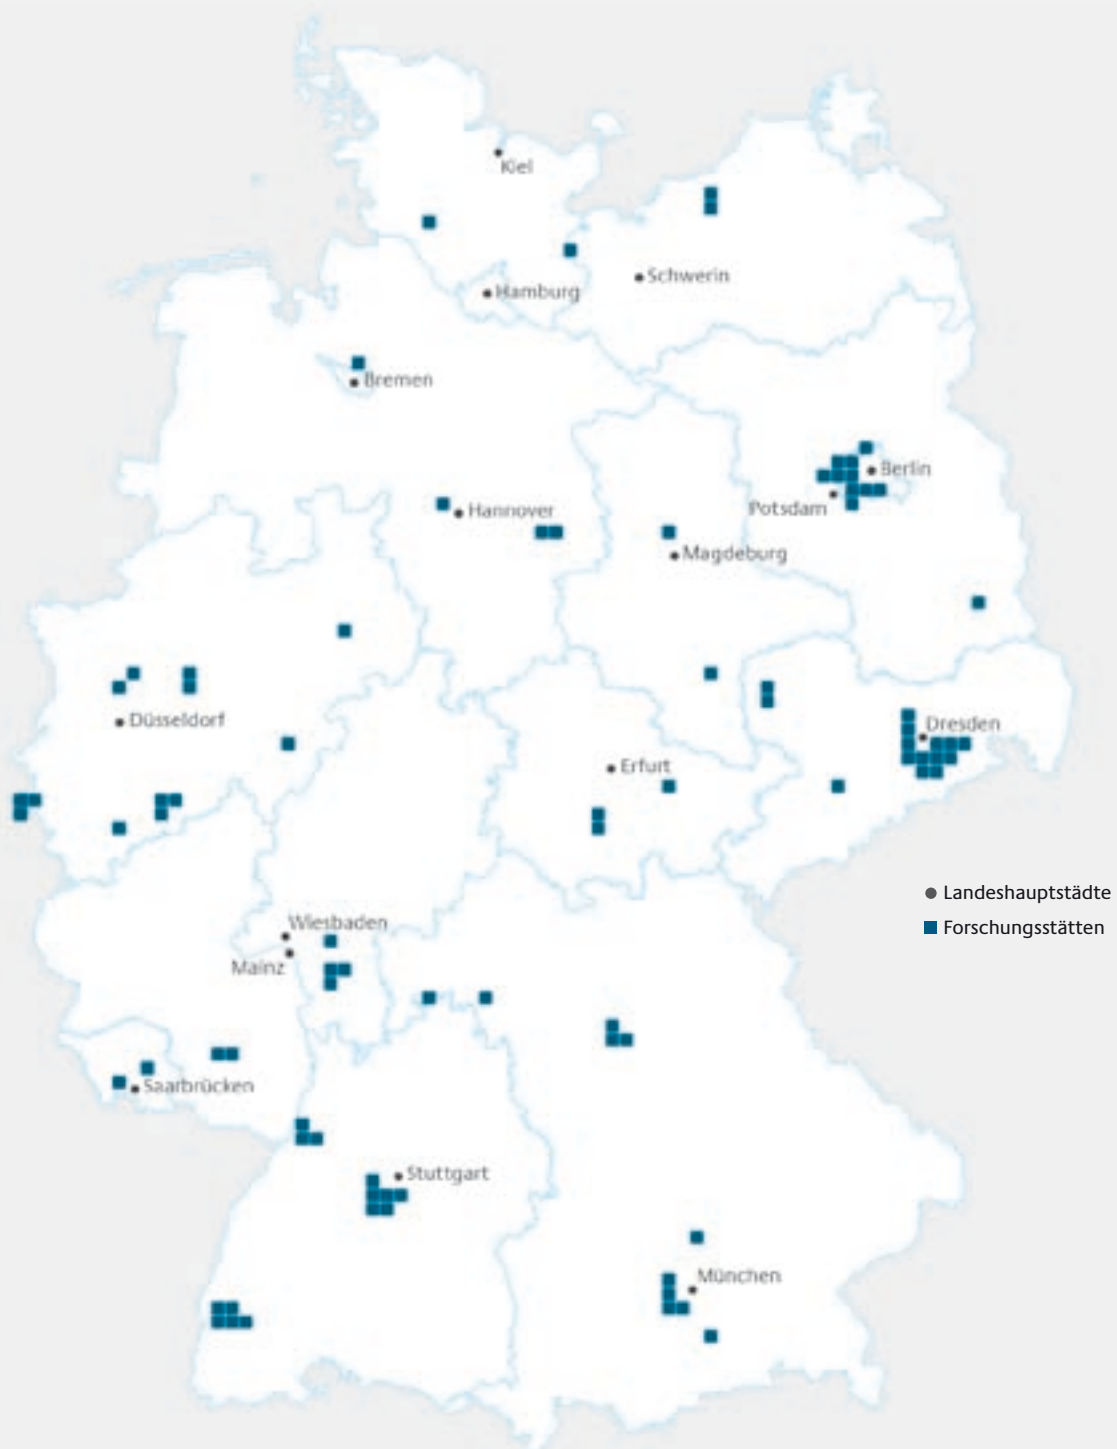 Kiel
Schwerin
Hamburg
Bremen
Berlin
Potsdam
Hannover
Magdeburg
Düsseldorf
Dresden
Erfurt
Landeshauptstädte
Forschungsstätten
Wiesbaden
Mainz
Saarbrücken
Stuttgart
München